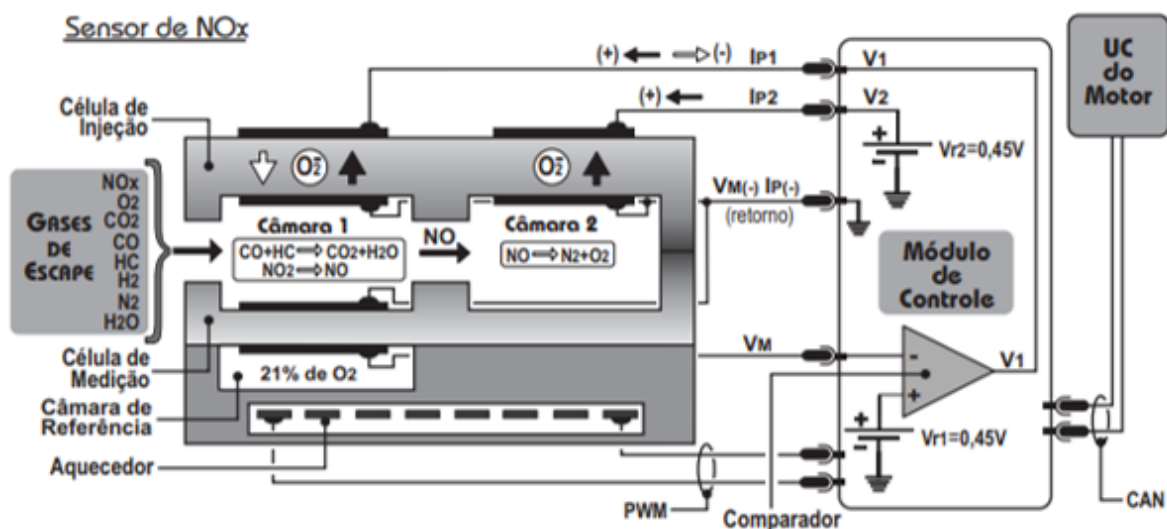 Sensor de NOx
Célula de
Injeção
GASES
DE
ESCAPE
NOx
O2
CO2
CO
HC
H2
N2
H2O
Célula de
Medição
Câmara de
Referência
Aquecedor
(+) (-) IP1
(+) IP2
O2̄
O2̄
Câmara 1
CO+HC⇨CO2+H2O
NO2⇨NO
NO
Câmara 2
NO⇨N2+O2
VM(-) IP(-)
(retorno)
21% de O2
VM
PWM
V1
V2
+
-
Vr2=0,45V
Módulo
de
Controle
-
+
V1
+
-
Vr1=0,45V
Comparador
UC
do
Motor
CAN